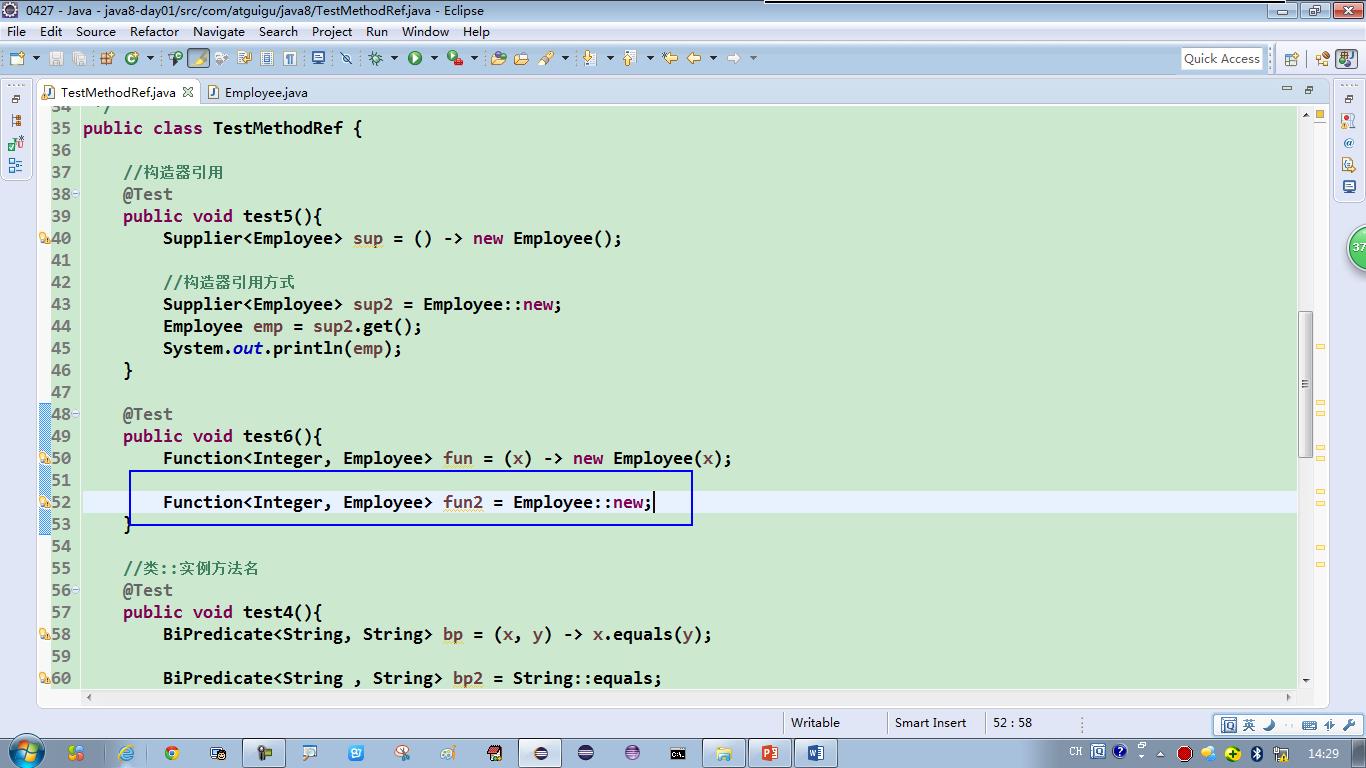 0427 - Java - java8-day01/src/com/atguigu/java8/TestMethodRef.java - Eclipse
File Edit Source Refactor Navigate Search Project Run Window Help
Quick Access
TestMethodRef.java Employee.java
34 */
35 public class TestMethodRef {
36
37 //构造器引用
38 @Test
39 public void test5(){
40 Supplier<Employee> sup = () -> new Employee();
41
42 //构造器引用方式
43 Supplier<Employee> sup2 = Employee::new;
44 Employee emp = sup2.get();
45 System.out.println(emp);
46 }
47
48 @Test
49 public void test6(){
50 Function<Integer, Employee> fun = (x) -> new Employee(x);
51
52 Function<Integer, Employee> fun2 = Employee::new;
53 }
54
55 //类::实例方法名
56 @Test
57 public void test4(){
58 BiPredicate<String, String> bp = (x, y) -> x.equals(y);
59
60 BiPredicate<String , String> bp2 = String::equals;
37
Writable Smart Insert 52 : 58
英
CH 14:29